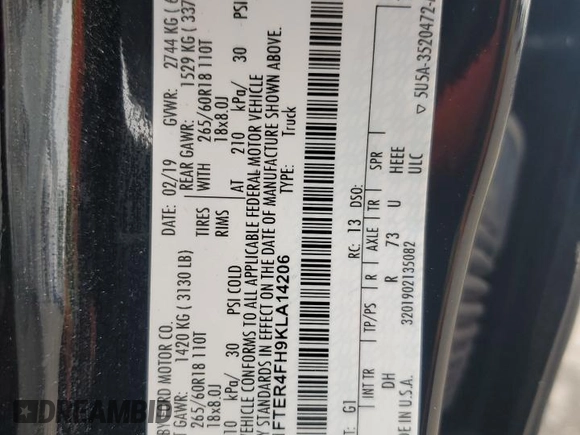 MOTOR CO.
DATE: 02/19 GVWR: 2744 KG
GAWR: 1420 KG (3130 LB) REAR GAWR: 1529 KG ( 337
265/60R18 110T TIRES WITH 265/60R18 110T
18x8.0J RIMS 18x8.0J
kPa/ 30 PSI COLD AT 210 kPa/ 30 PSI
VEHICLE CONFORMS TO ALL APPLICABLE FEDERAL MOTOR VEHICLE
STANDARDS IN EFFECT ON THE DATE OF MANUFACTURE SHOWN ABOVE.
FTER4FH9KLA14206 TYPE: Truck
G1 RC: 13 DSO:
INT TR TP/PS R AXLE TR SPR
DH R 73 U HEEE
ULC
IN U.S.A. 3201902135082 5U5A-3520472-
DREAMBID